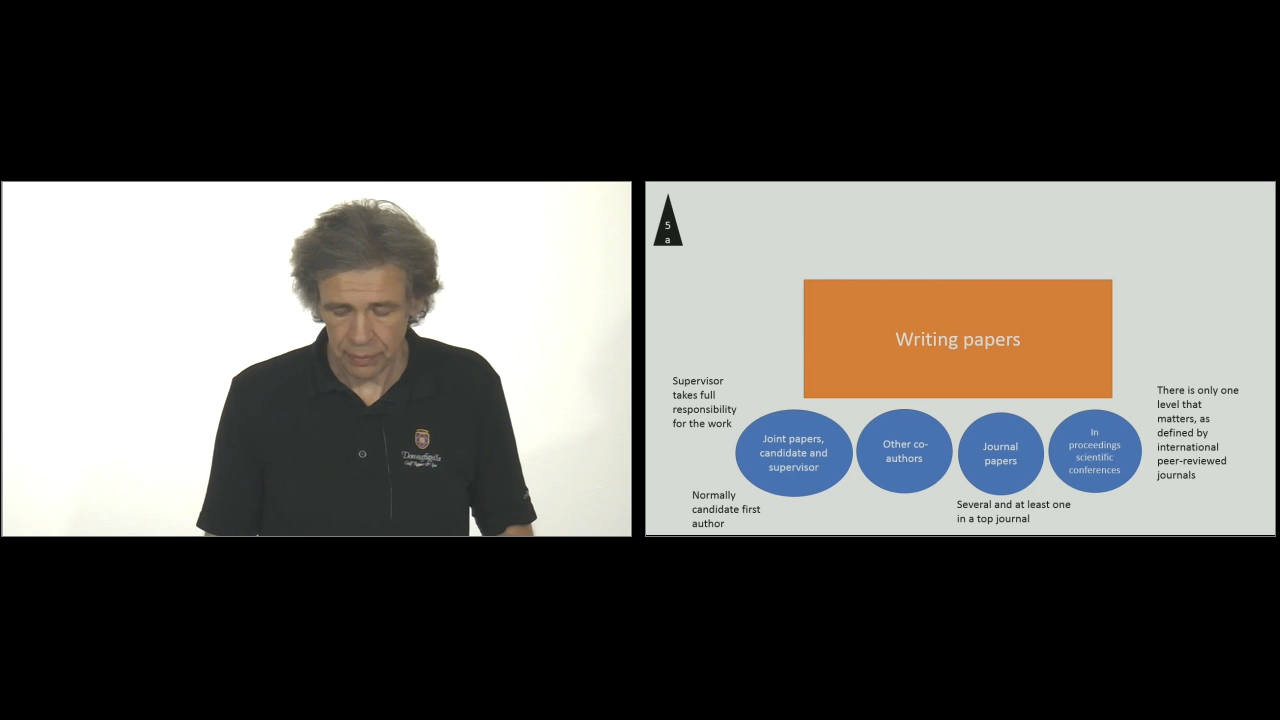 5
a
Writing papers
Supervisor
takes full
responsibility
for the work
Joint papers,
candidate and
supervisor
Other co-
authors
Journal
papers
In
proceedings
scientific
conferences
There is only one
level that
matters, as
defined by
international
peer-reviewed
journals
Normally
candidate first
author
Several and at least one
in a top journal
Donnafugata